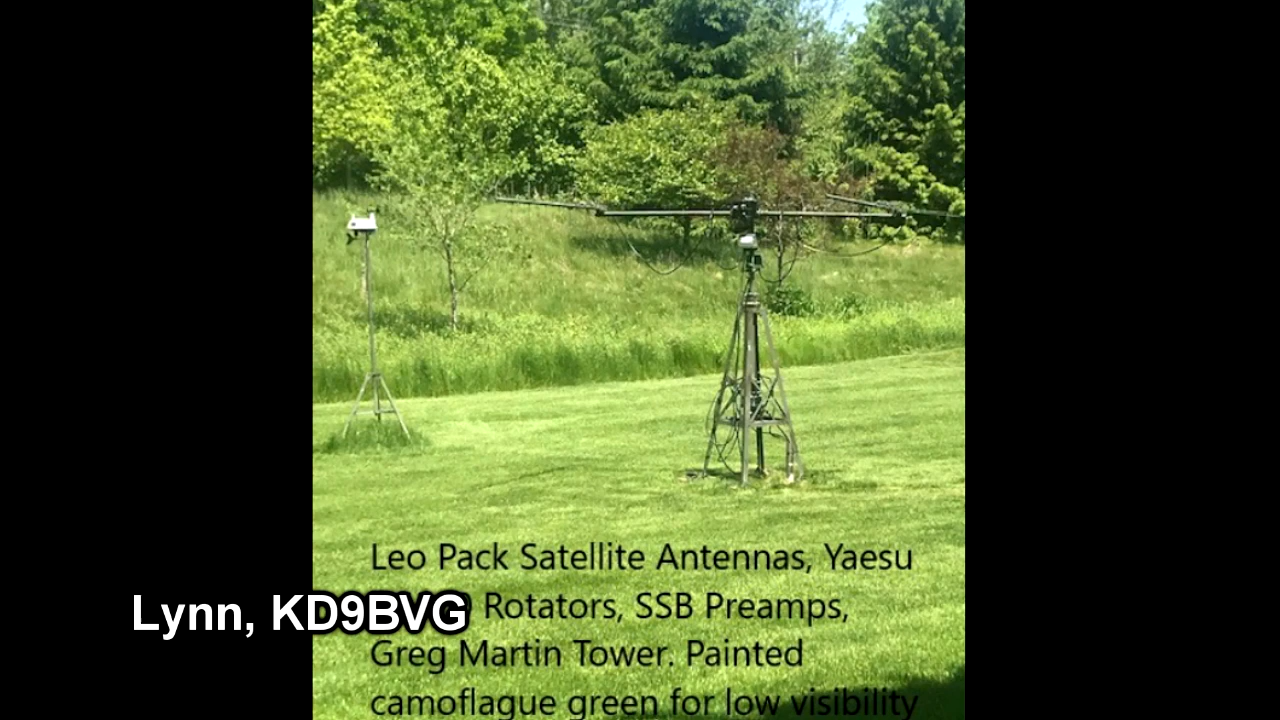 Leo Pack Satellite Antennas, Yaesu
Rotators, SSB Preamps,
Lynn, KD9BVG
Greg Martin Tower. Painted
camoflague green for low visibility